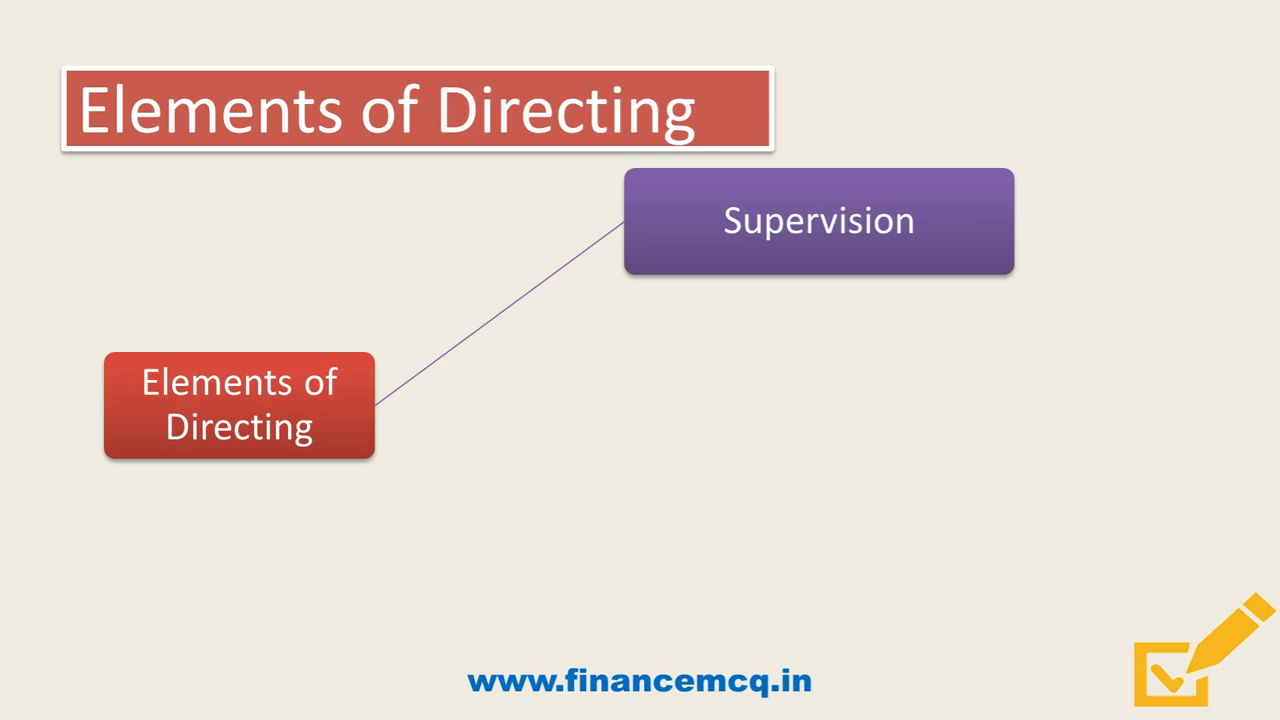 Elements of Directing
Supervision
Elements of
Directing
www.financemcq.in